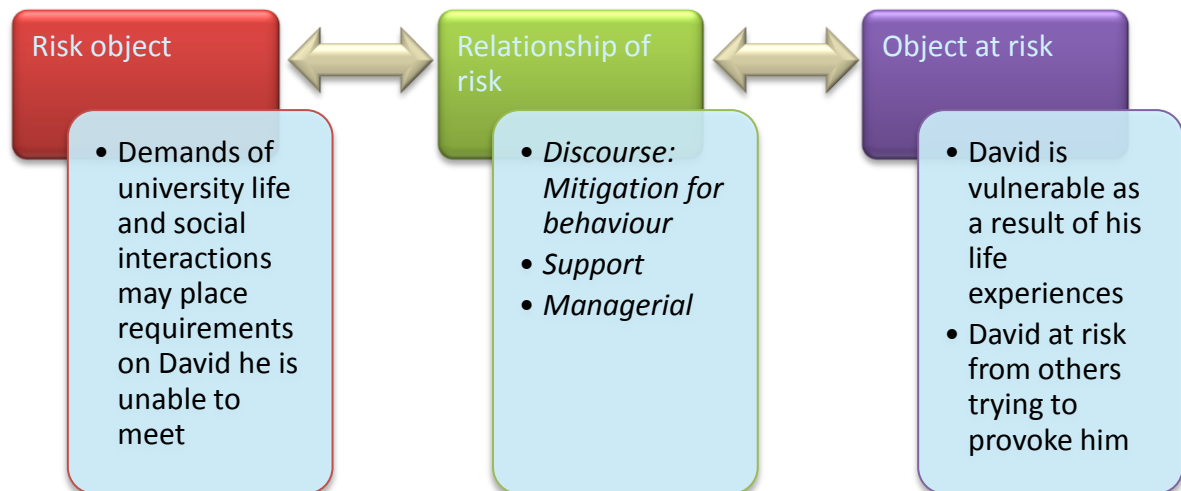 Risk object
• Demands of
university life
and social
interactions
may place
requirements
on David he is
unable to
meet
Relationship of
risk
• Discourse:
Mitigation for
behaviour
• Support
• Managerial
Object at risk
• David is
vulnerable as
a result of his
life
experiences
• David at risk
from others
trying to
provoke him